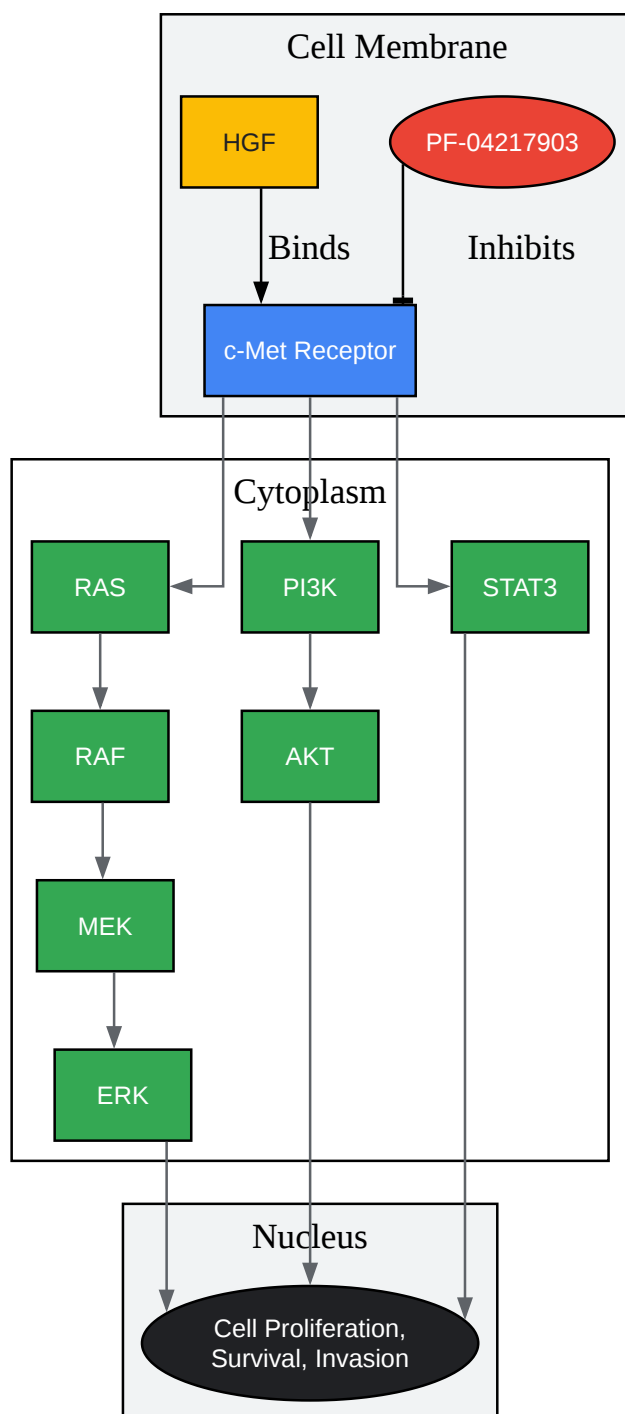 Cell Membrane
HGF
PF-04217903
Binds
Inhibits
c-Met Receptor
Cytoplasm
RAS
PI3K
STAT3
RAF
AKT
MEK
ERK
Nucleus
Cell Proliferation,
Survival, Invasion